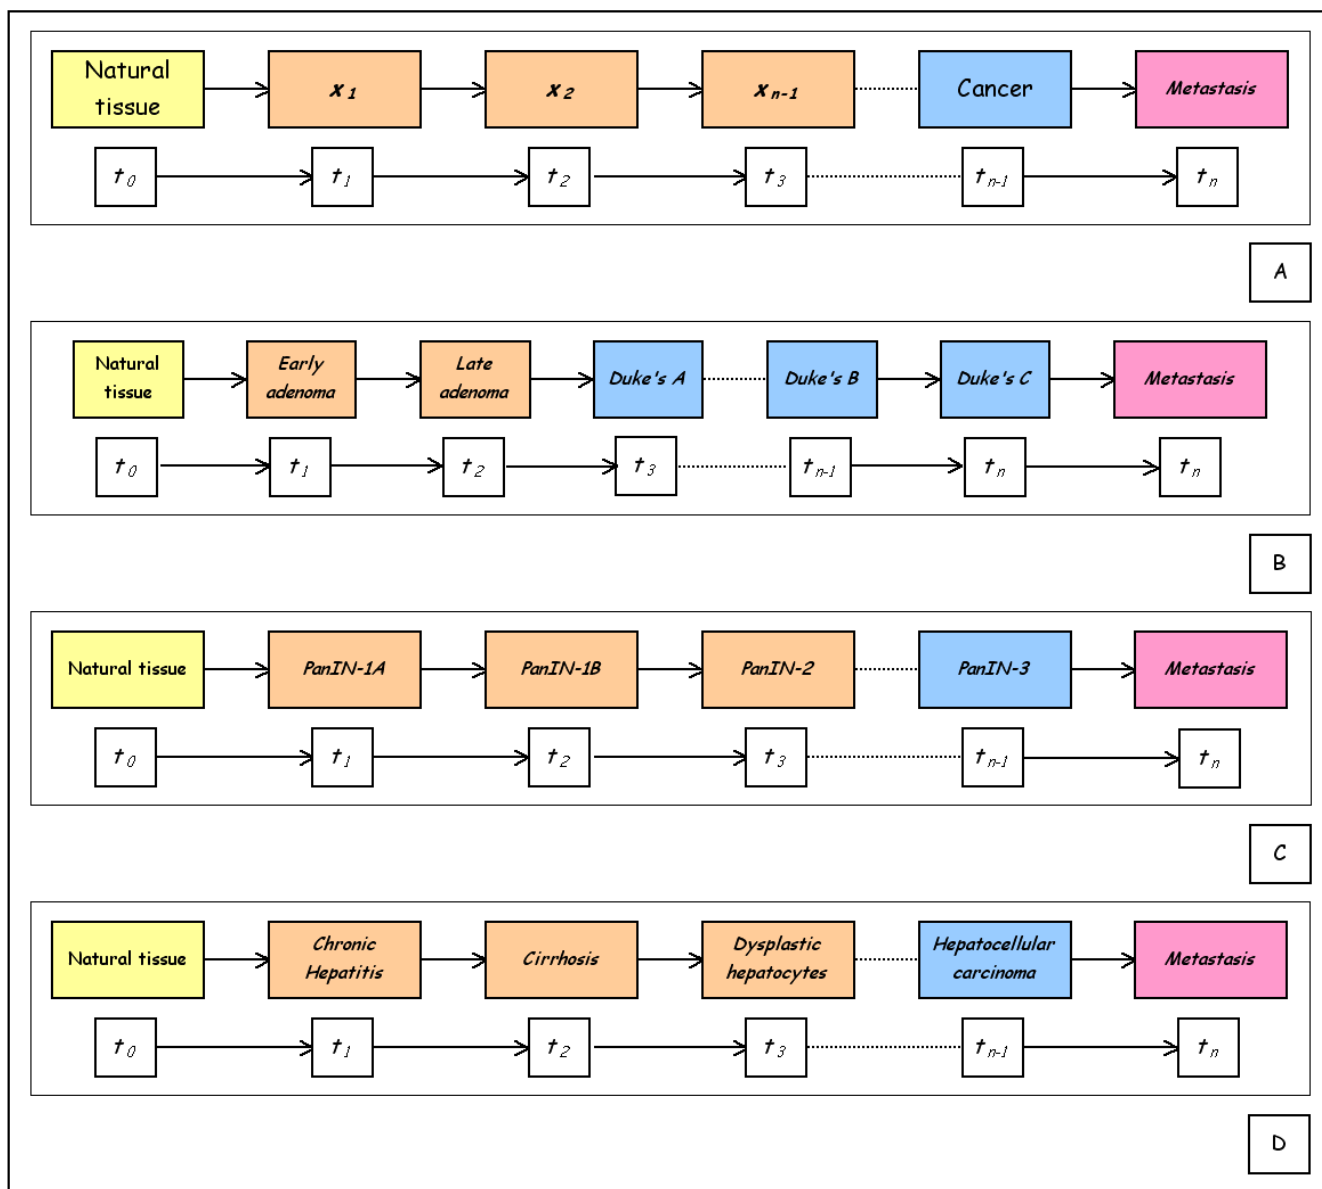 Natural
tissue
x 1
x 2
x n-1
Cancer
Metastasis
t 0
t 1
t 2
t 3
t n-1
t n
A
Natural
tissue
Early
adenoma
Late
adenoma
Duke's A
Duke's B
Duke's C
Metastasis
t 0
t 1
t 2
t 3
t n-1
t n
t n
B
Natural tissue
PanIN-1A
PanIN-1B
PanIN-2
PanIN-3
Metastasis
t 0
t 1
t 2
t 3
t n-1
t n
C
Natural tissue
Chronic
Hepatitis
Cirrhosis
Dysplastic
hepatocytes
Hepatocellular
carcinoma
Metastasis
t 0
t 1
t 2
t 3
t n-1
t n
D